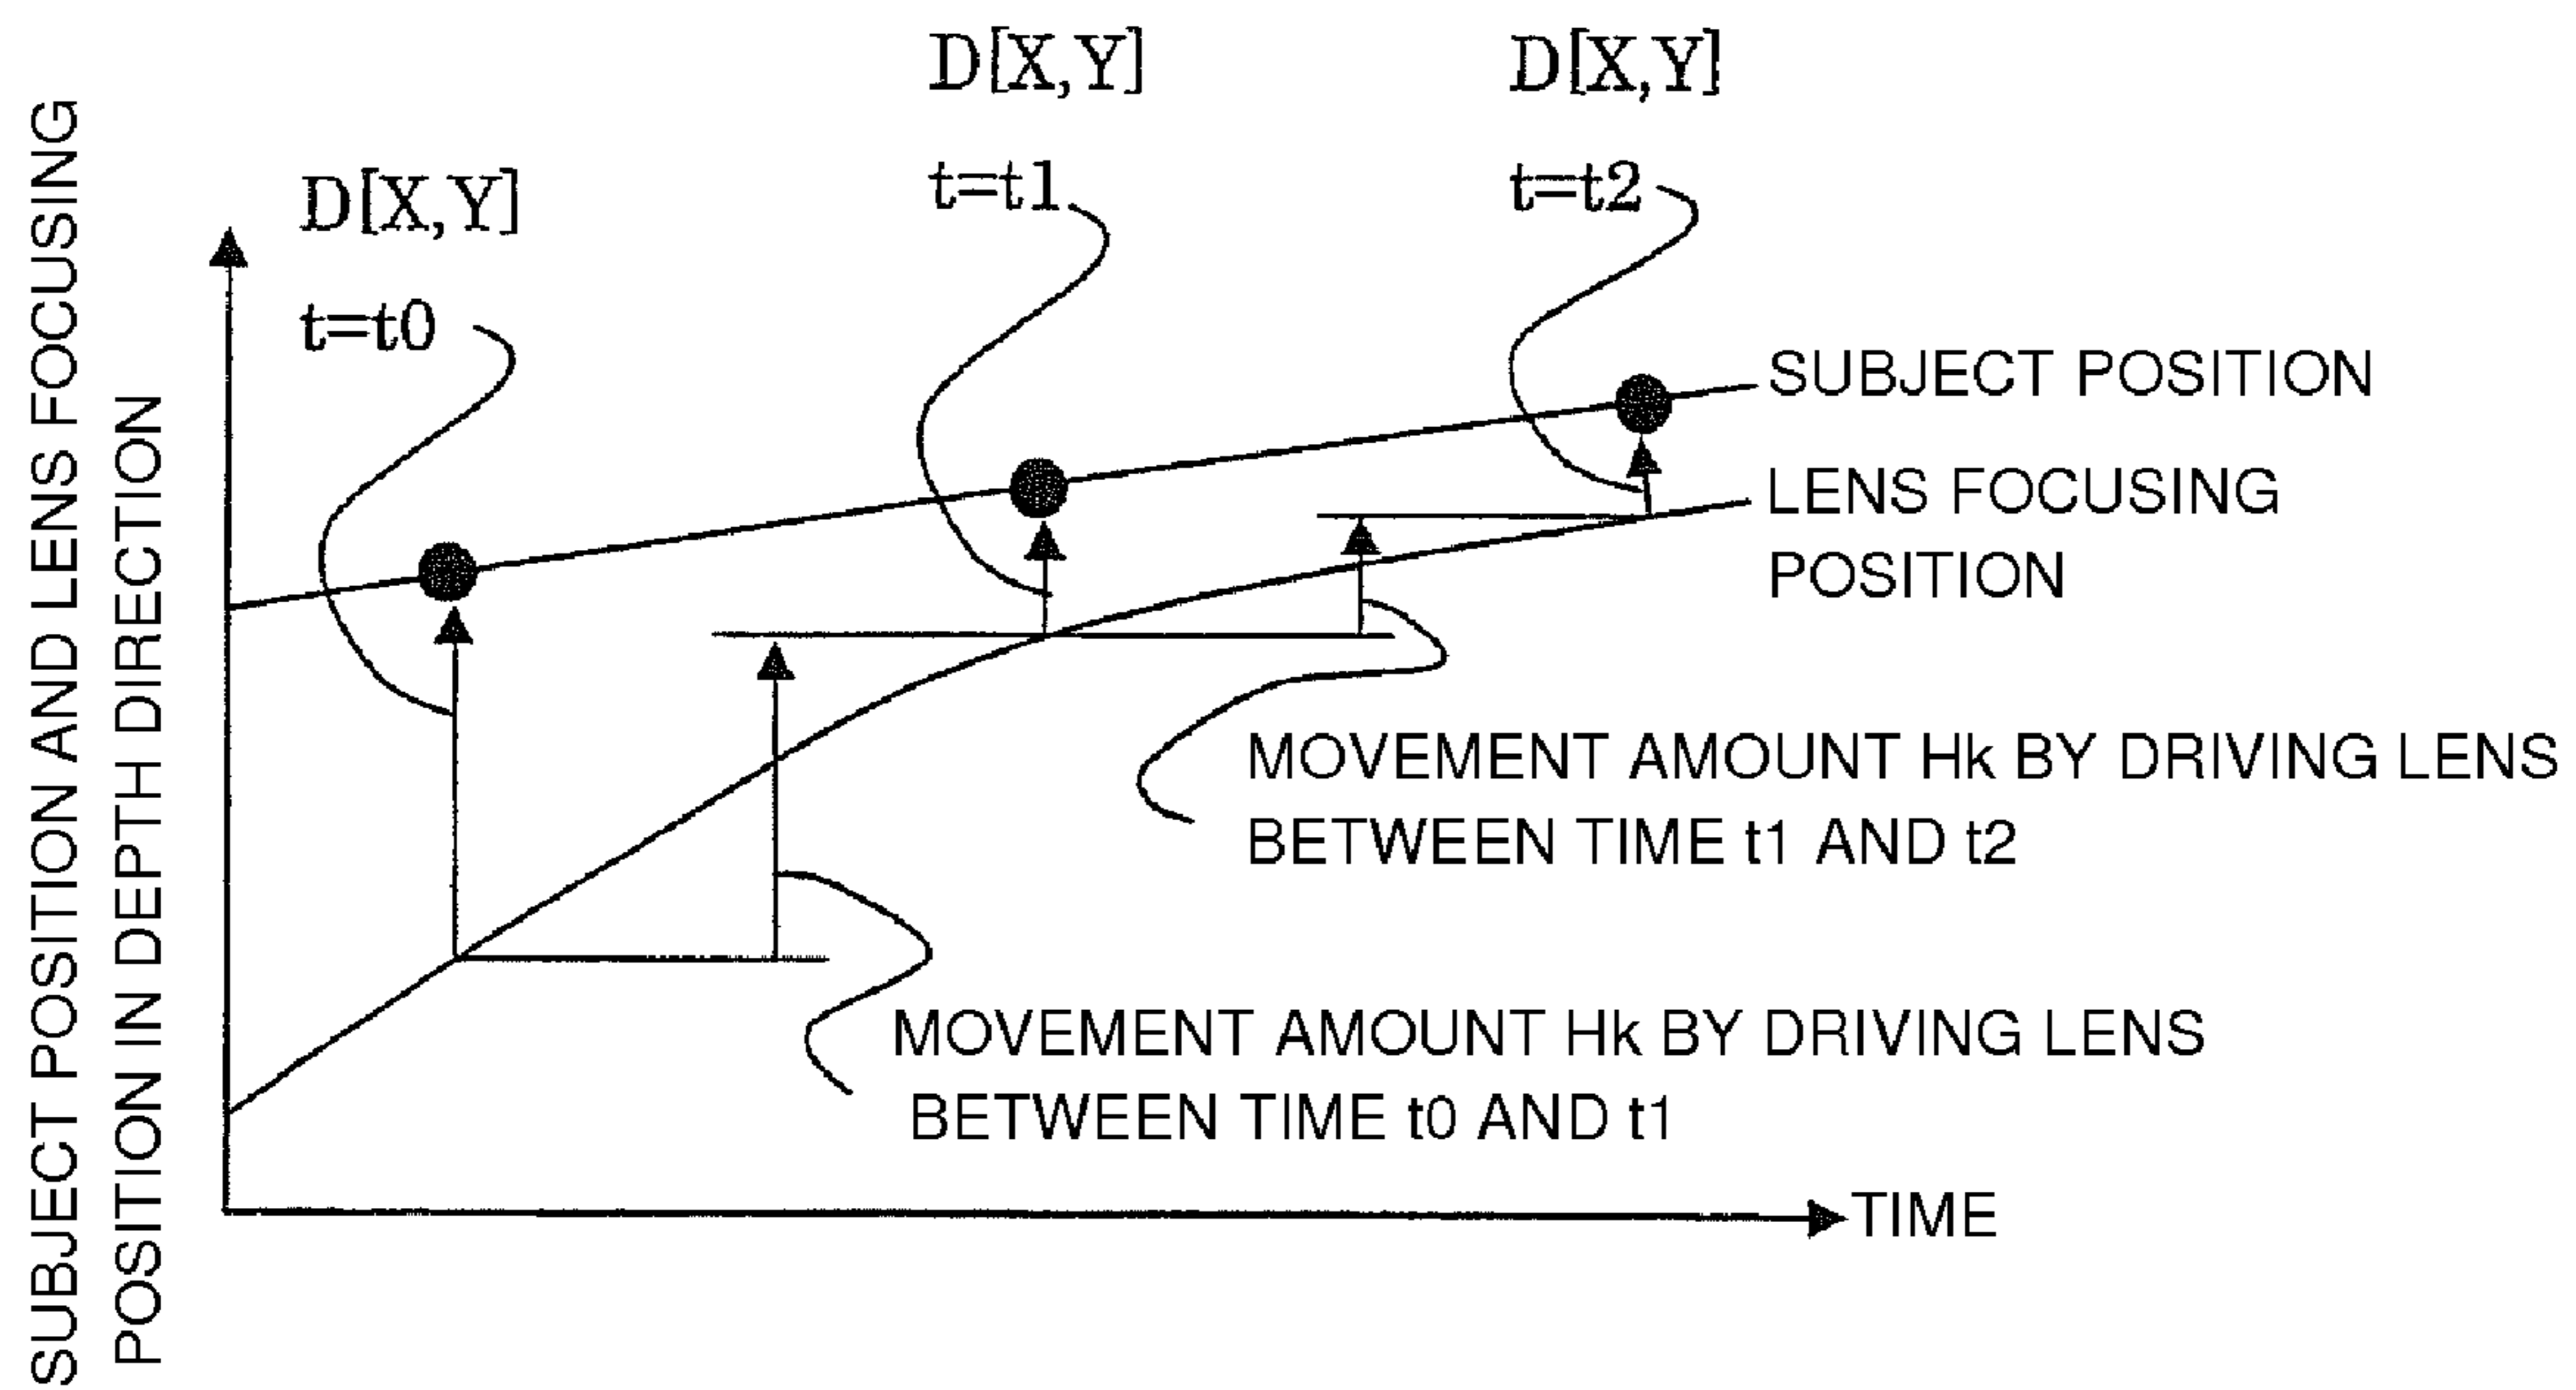 SUBJECT POSITION AND LENS FOCUSING
POSITION IN DEPTH DIRECTION
D[X,Y]
t=t0
D[X,Y]
t=t1
D[X,Y]
t=t2
SUBJECT POSITION
LENS FOCUSING
POSITION
MOVEMENT AMOUNT Hk BY DRIVING LENS
BETWEEN TIME t1 AND t2
MOVEMENT AMOUNT Hk BY DRIVING LENS
BETWEEN TIME t0 AND t1
TIME